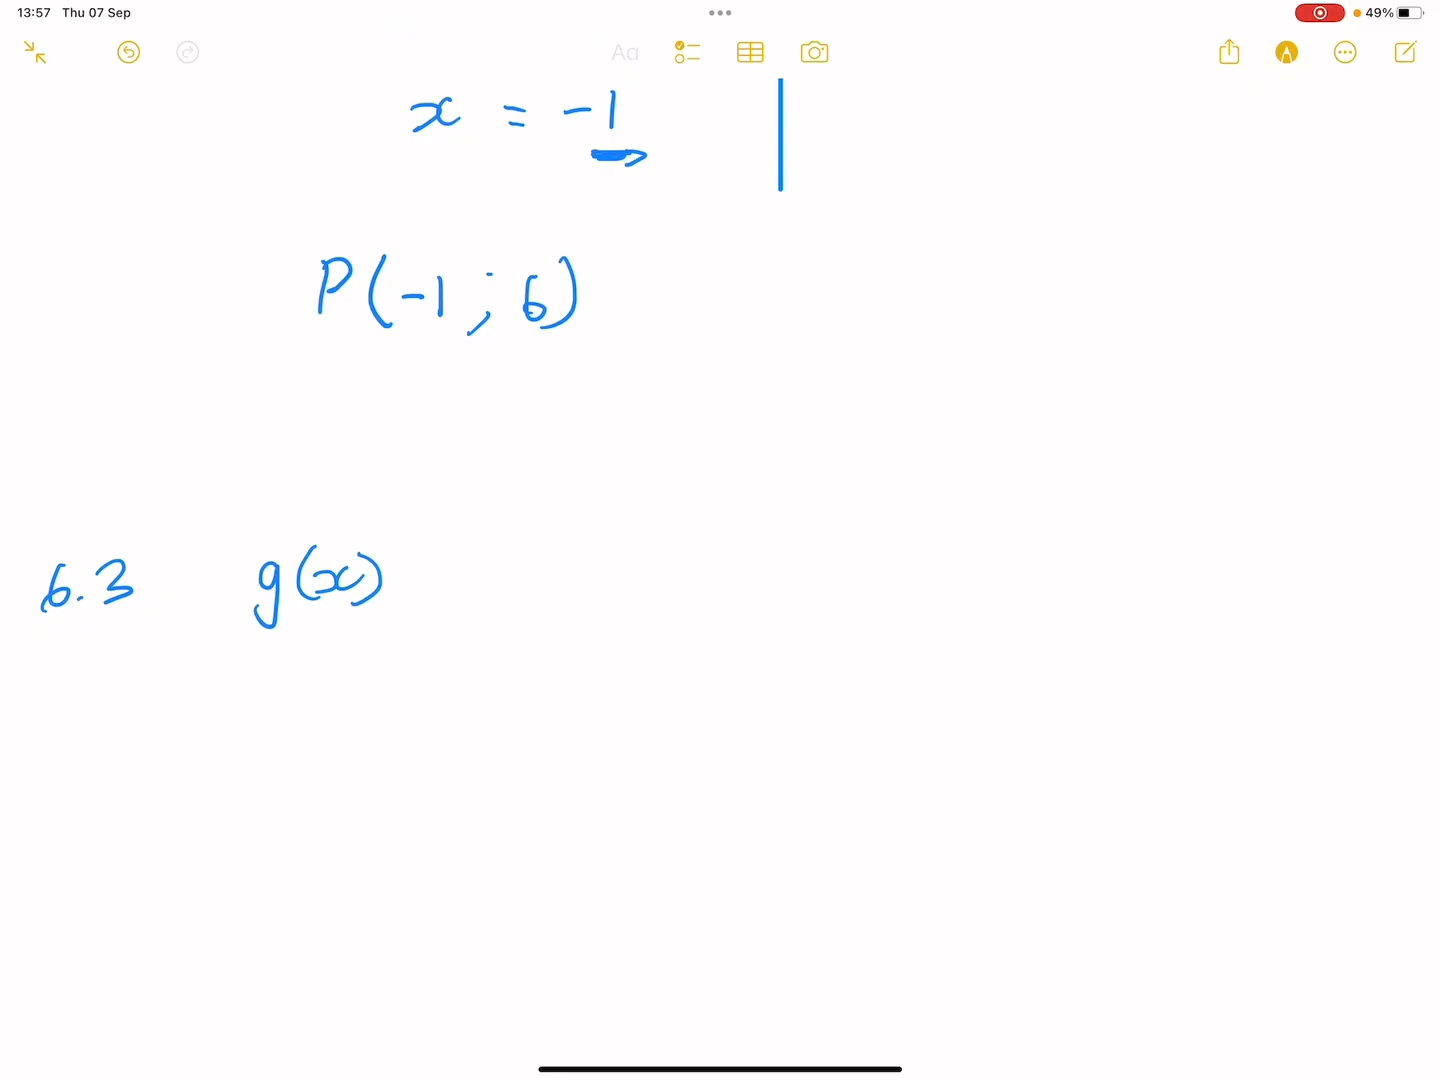 13:57 Thu 07 Sep
49%
Aa
x = -1
P(-1 ; 6)
6.3 g(x)